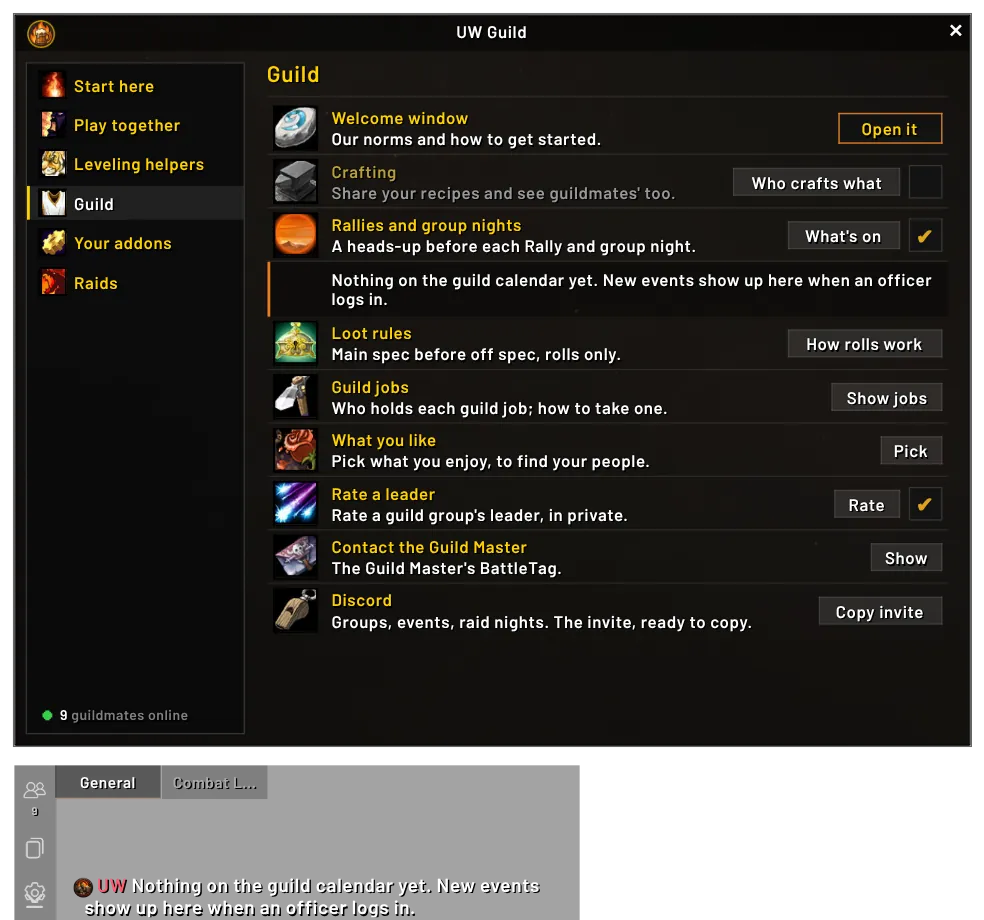 UW Guild
Start here
Play together
Leveling helpers
Guild
Your addons
Raids
9 guildmates online
Guild
Welcome window
Our norms and how to get started.
Open it
Crafting
Share your recipes and see guildmates' too.
Who crafts what
Rallies and group nights
A heads-up before each Rally and group night.
What's on
Nothing on the guild calendar yet. New events show up here when an officer
logs in.
Loot rules
Main spec before off spec, rolls only.
How rolls work
Guild jobs
Who holds each guild job; how to take one.
Show jobs
What you like
Pick what you enjoy, to find your people.
Pick
Rate a leader
Rate a guild group's leader, in private.
Rate
Contact the Guild Master
The Guild Master's BattleTag.
Show
Discord
Groups, events, raid nights. The invite, ready to copy.
Copy invite
General
Combat L...
9
UW Nothing on the guild calendar yet. New events
show up here when an officer logs in.